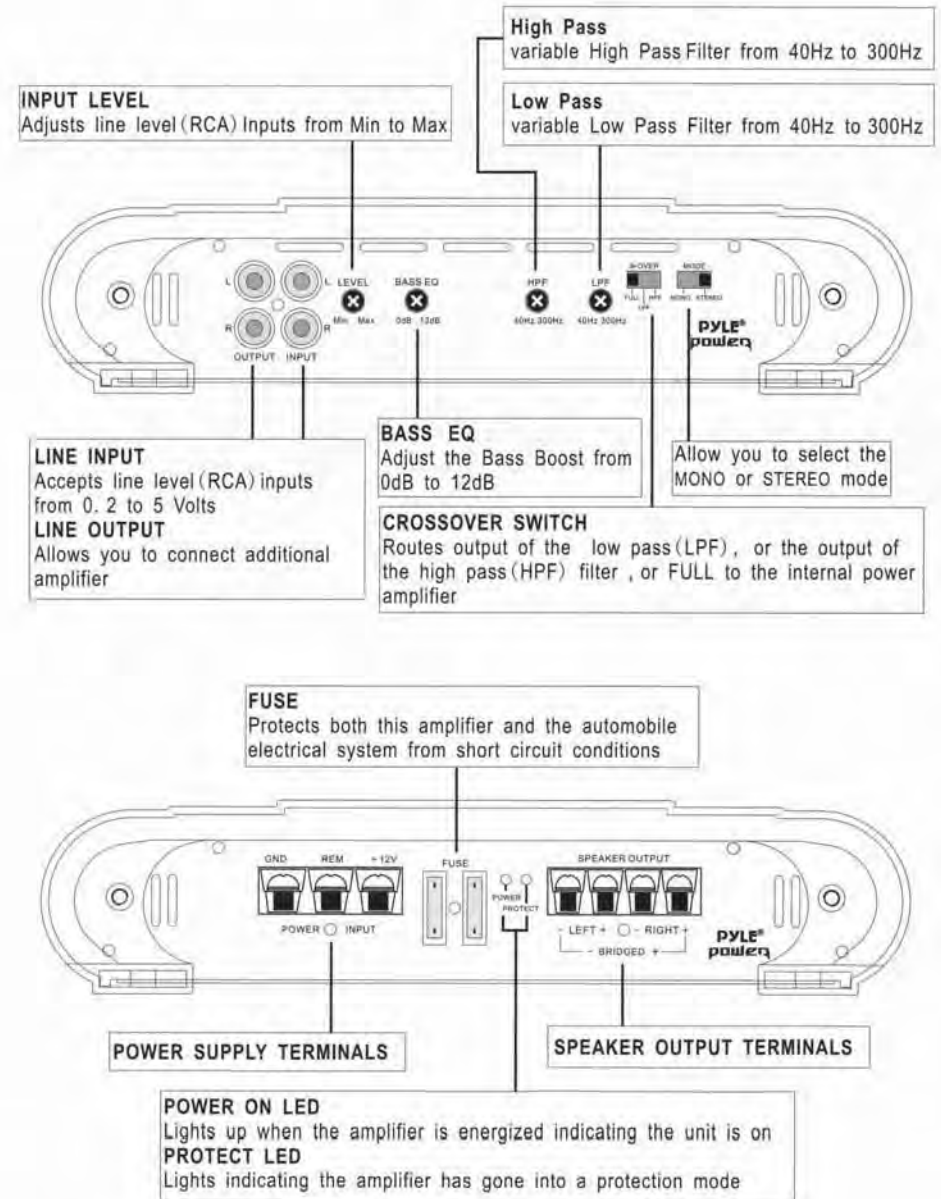 High Pass
variable High Pass Filter from 40Hz to 300Hz
INPUT LEVEL
Adjusts line level (RCA) Inputs from Min to Max
Low Pass
variable Low Pass Filter from 40Hz to 300Hz
L L LEVEL BASS EQ HPF LPF X-OVER MODE
FULL HPF MONO STEREO
LPF
Min Max 0dB 12dB 40Hz 300Hz 40Hz 300Hz
R R
OUTPUT INPUT
PYLE®
power
LINE INPUT
Accepts line level (RCA) inputs
from 0. 2 to 5 Volts
LINE OUTPUT
Allows you to connect additional
amplifier
BASS EQ
Adjust the Bass Boost from
0dB to 12dB
Allow you to select the
MONO or STEREO mode
CROSSOVER SWITCH
Routes output of the low pass (LPF) , or the output of
the high pass (HPF) filter , or FULL to the internal power
amplifier
FUSE
Protects both this amplifier and the automobile
electrical system from short circuit conditions
GND REM +12V FUSE SPEAKER OUTPUT
POWER
PROTECT
POWER INPUT
- LEFT + - RIGHT +
- BRIDGED +
PYLE®
power
POWER SUPPLY TERMINALS
SPEAKER OUTPUT TERMINALS
POWER ON LED
Lights up when the amplifier is energized indicating the unit is on
PROTECT LED
Lights indicating the amplifier has gone into a protection mode